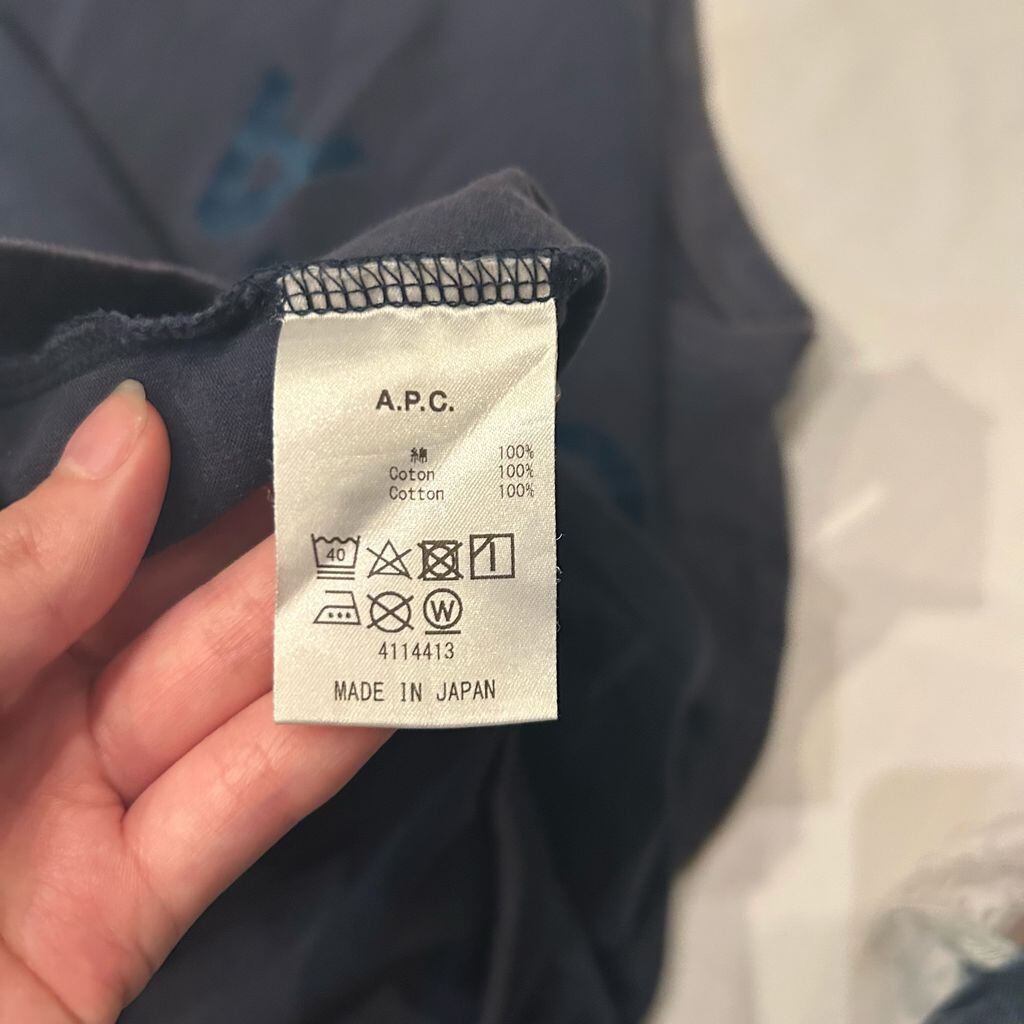 A.P.C.
綿 100%
Coton 100%
Cotton 100%
40
W
4114413
MADE IN JAPAN